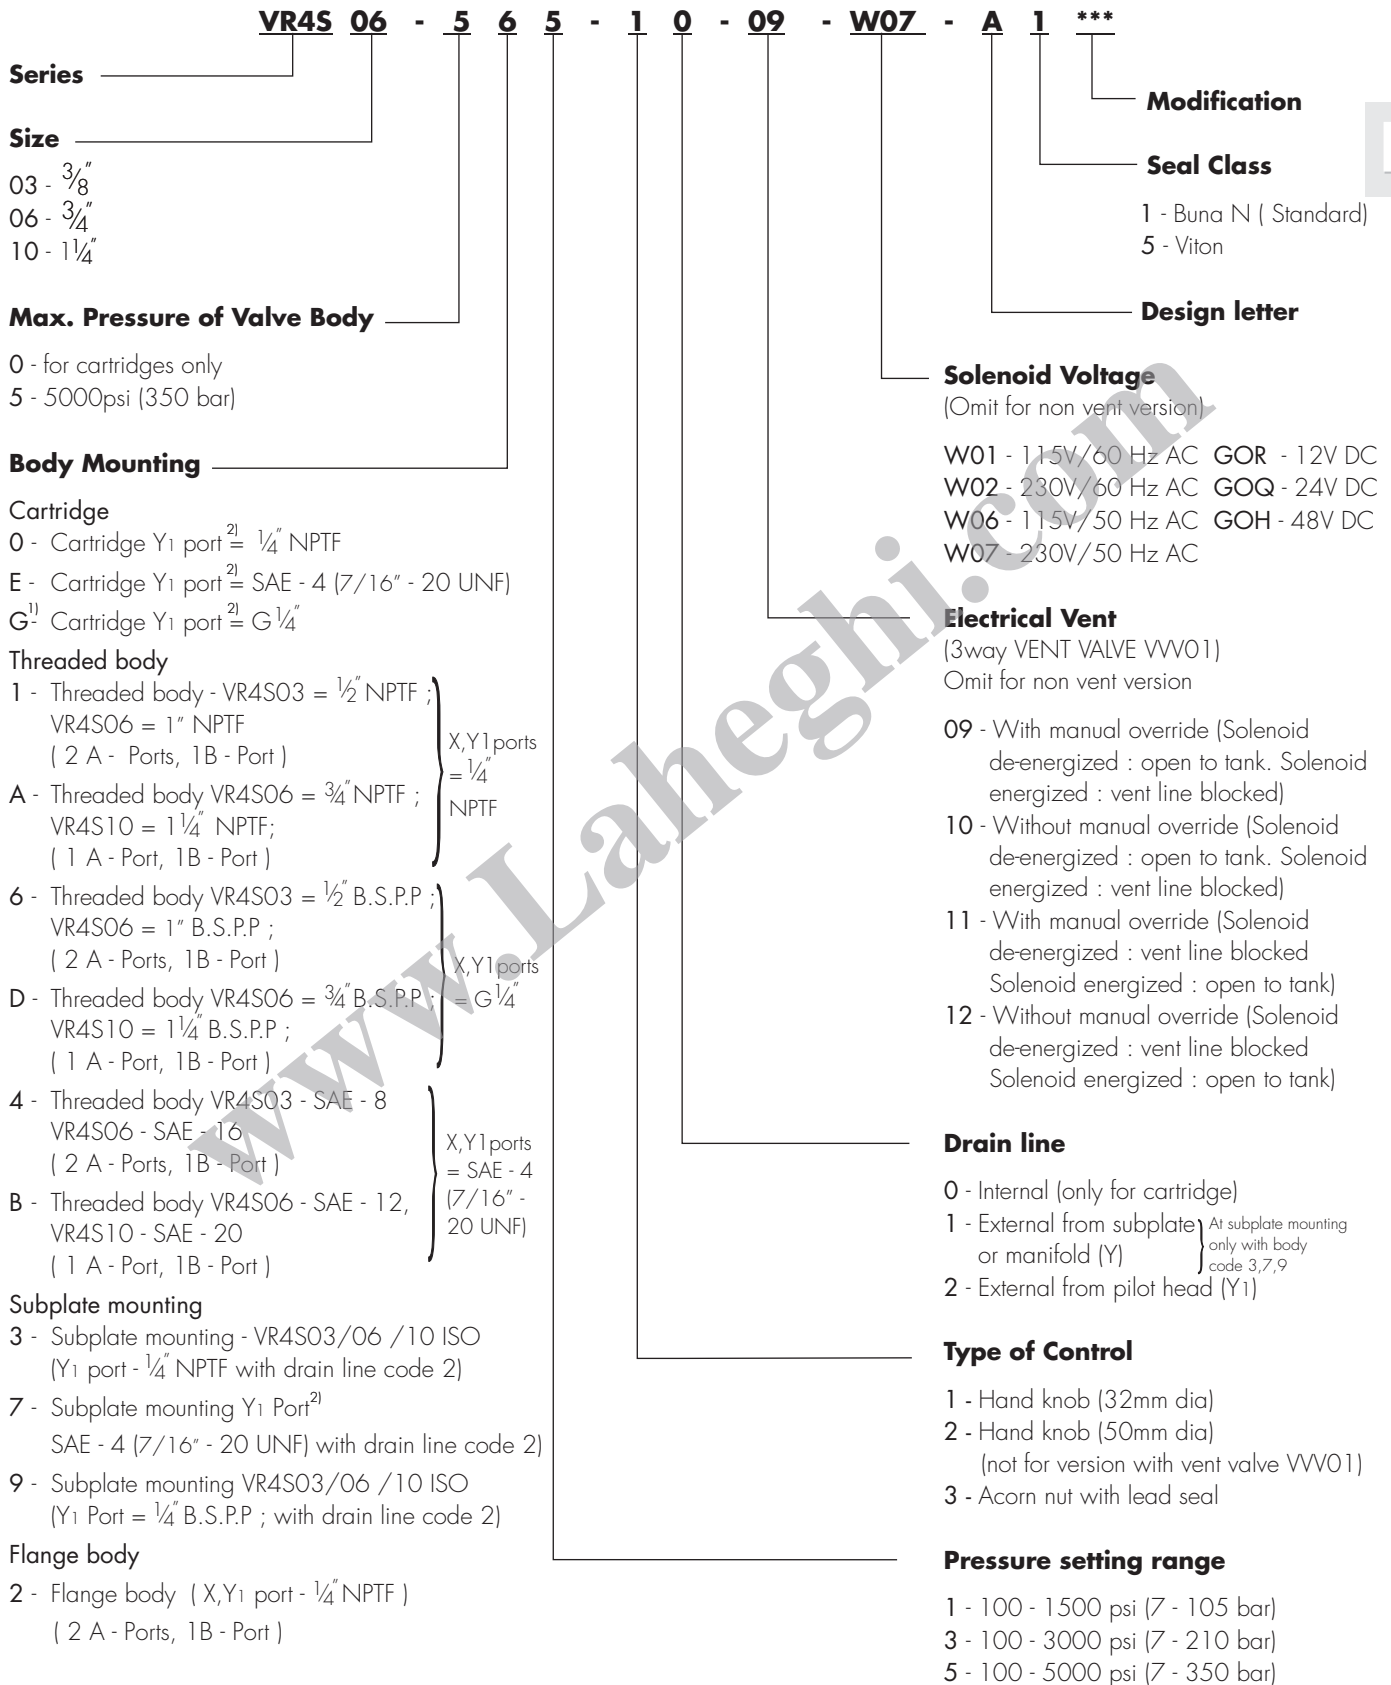 VR4S 06 - 5 6 5 - 1 0 - 09 - W07 - A 1 ***
Series
Size
03 - 3/8"
06 - 3/4"
10 - 1 1/4"
Max. Pressure of Valve Body
0 - for cartridges only
5 - 5000psi (350 bar)
Body Mounting
Cartridge
0 - Cartridge Y1 port 2) = 1/4" NPTF
E - Cartridge Y1 port 2) = SAE - 4 (7/16" - 20 UNF)
G 1) - Cartridge Y1 port 2) = G 1/4"
Threaded body
1 - Threaded body - VR4S03 = 1/2" NPTF ;
VR4S06 = 1" NPTF
( 2 A - Ports, 1B - Port )
A - Threaded body VR4S06 = 3/4" NPTF ;
VR4S10 = 1 1/4" NPTF;
( 1 A - Port, 1B - Port )
X,Y1ports
= 1/4"
NPTF
6 - Threaded body VR4S03 = 1/2" B.S.P.P ;
VR4S06 = 1" B.S.P.P ;
( 2 A - Ports, 1B - Port )
D - Threaded body VR4S06 = 3/4" B.S.P.P ;
VR4S10 = 1 1/4" B.S.P.P ;
( 1 A - Port, 1B - Port )
X,Y1ports
= G 1/4"
4 - Threaded body VR4S03 - SAE - 8
VR4S06 - SAE - 16
( 2 A - Ports, 1B - Port )
B - Threaded body VR4S06 - SAE - 12,
VR4S10 - SAE - 20
( 1 A - Port, 1B - Port )
X,Y1ports
= SAE - 4
(7/16" -
20 UNF)
Subplate mounting
3 - Subplate mounting - VR4S03/06 /10 ISO
(Y1 port - 1/4" NPTF with drain line code 2)
7 - Subplate mounting Y1 Port 2)
SAE - 4 (7/16" - 20 UNF) with drain line code 2)
9 - Subplate mounting VR4S03/06 /10 ISO
(Y1 Port = 1/4" B.S.P.P ; with drain line code 2)
Flange body
2 - Flange body ( X,Y1 port - 1/4" NPTF )
( 2 A - Ports, 1B - Port )
Modification
Seal Class
1 - Buna N ( Standard)
5 - Viton
Design letter
Solenoid Voltage
(Omit for non vent version)
W01 - 115V/60 Hz AC GOR - 12V DC
W02 - 230V/60 Hz AC GOQ - 24V DC
W06 - 115V/50 Hz AC GOH - 48V DC
W07 - 230V/50 Hz AC
Electrical Vent
(3way VENT VALVE VVV01)
Omit for non vent version
09 - With manual override (Solenoid
de-energized : open to tank. Solenoid
energized : vent line blocked)
10 - Without manual override (Solenoid
de-energized : open to tank. Solenoid
energized : vent line blocked)
11 - With manual override (Solenoid
de-energized : vent line blocked
Solenoid energized : open to tank)
12 - Without manual override (Solenoid
de-energized : vent line blocked
Solenoid energized : open to tank)
Drain line
0 - Internal (only for cartridge)
1 - External from subplate
or manifold (Y)
At subplate mounting
only with body
code 3,7,9
2 - External from pilot head (Y1)
Type of Control
1 - Hand knob (32mm dia)
2 - Hand knob (50mm dia)
(not for version with vent valve VVV01)
3 - Acorn nut with lead seal
Pressure setting range
1 - 100 - 1500 psi (7 - 105 bar)
3 - 100 - 3000 psi (7 - 210 bar)
5 - 100 - 5000 psi (7 - 350 bar)
www.Laheghi.com